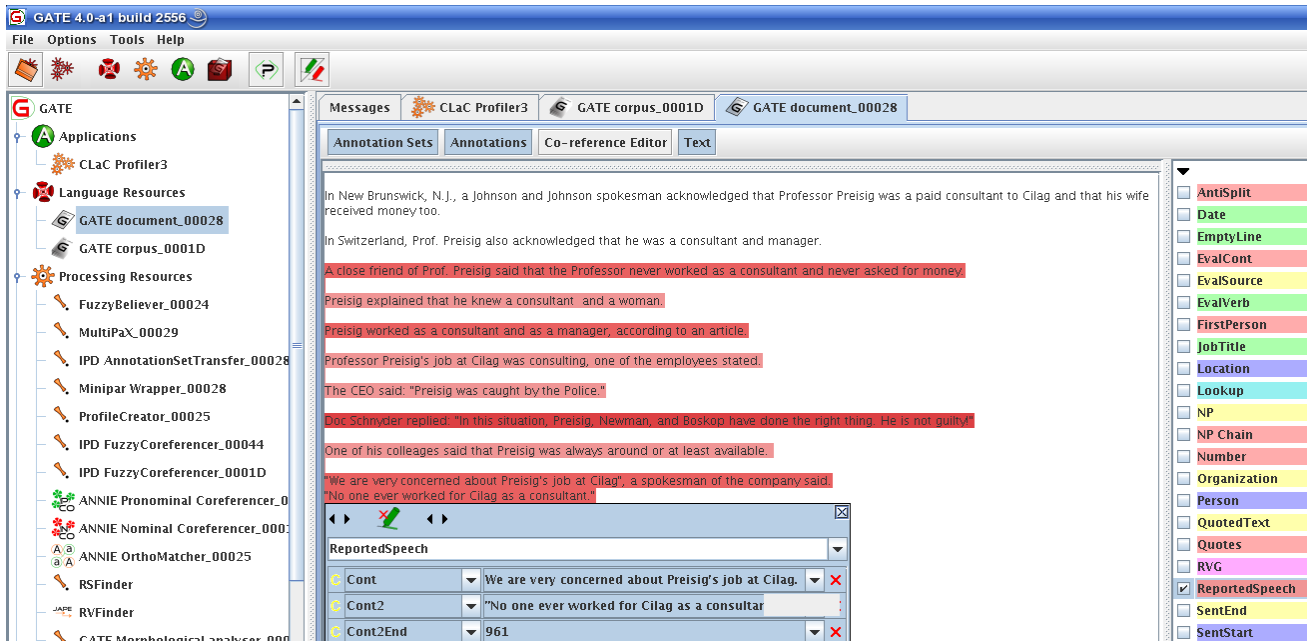 GATE 4.0-a1 build 2556
File Options Tools Help
GATE
Applications
CLaC Profiler3
Language Resources
GATE document_00028
GATE corpus_0001D
Processing Resources
FuzzyBeliever_00024
MultiPaX_00029
IPD AnnotationSetTransfer_00028
Minipar Wrapper_00028
ProfileCreator_00025
IPD FuzzyCoreferencer_00044
IPD FuzzyCoreferencer_0001D
ANNIE Pronominal Coreferencer_0
ANNIE Nominal Coreferencer_000
ANNIE OrthoMatcher_00025
RSFinder
RVFinder
GATE Morphological analyser_000
Messages
CLaC Profiler3
GATE corpus_0001D
GATE document_00028
Annotation Sets
Annotations
Co-reference Editor
Text
In New Brunswick, N.J., a Johnson and Johnson spokesman acknowledged that Professor Preisig was a paid consultant to Cilag and that his wife
received money too.
In Switzerland, Prof. Preisig also acknowledged that he was a consultant and manager.
A close friend of Prof. Preisig said that the Professor never worked as a consultant and never asked for money.
Preisig explained that he knew a consultant and a woman.
Preisig worked as a consultant and as a manager, according to an article.
Professor Preisig's job at Cilag was consulting, one of the employees stated.
The CEO said: "Preisig was caught by the Police."
Doc Schnyder replied: "In this situation, Preisig, Newman, and Boskop have done the right thing. He is not guilty!"
One of his colleages said that Preisig was always around or at least available.
"We are very concerned about Preisig's job at Cilag", a spokesman of the company said.
"No one ever worked for Cilag as a consultant."
ReportedSpeech
C Cont We are very concerned about Preisig's job at Cilag.
C Cont2 "No one ever worked for Cilag as a consultan
C Cont2End 961
AntiSplit
Date
EmptyLine
EvalCont
EvalSource
EvalVerb
FirstPerson
JobTitle
Location
Lookup
NP
NP Chain
Number
Organization
Person
QuotedText
Quotes
RVG
ReportedSpeech
SentEnd
SentStart